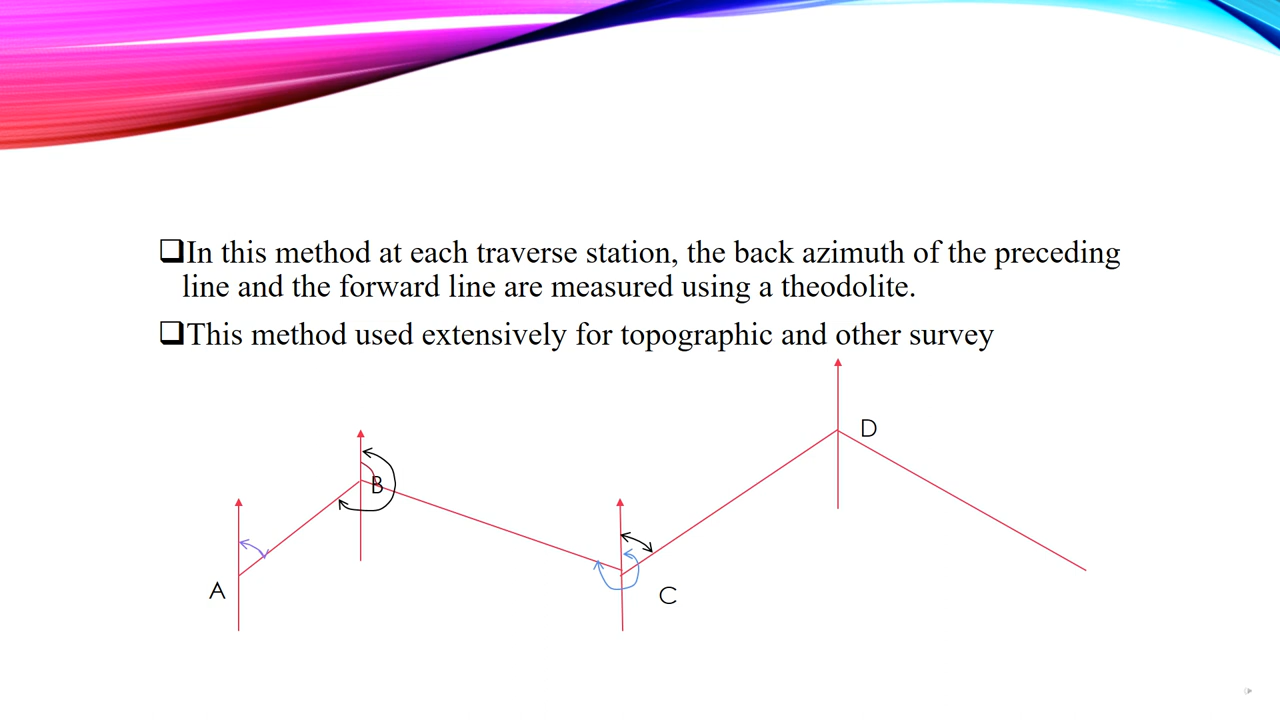 ❑In this method at each traverse station, the back azimuth of the preceding
line and the forward line are measured using a theodolite.
❑This method used extensively for topographic and other survey
D
B
A
C